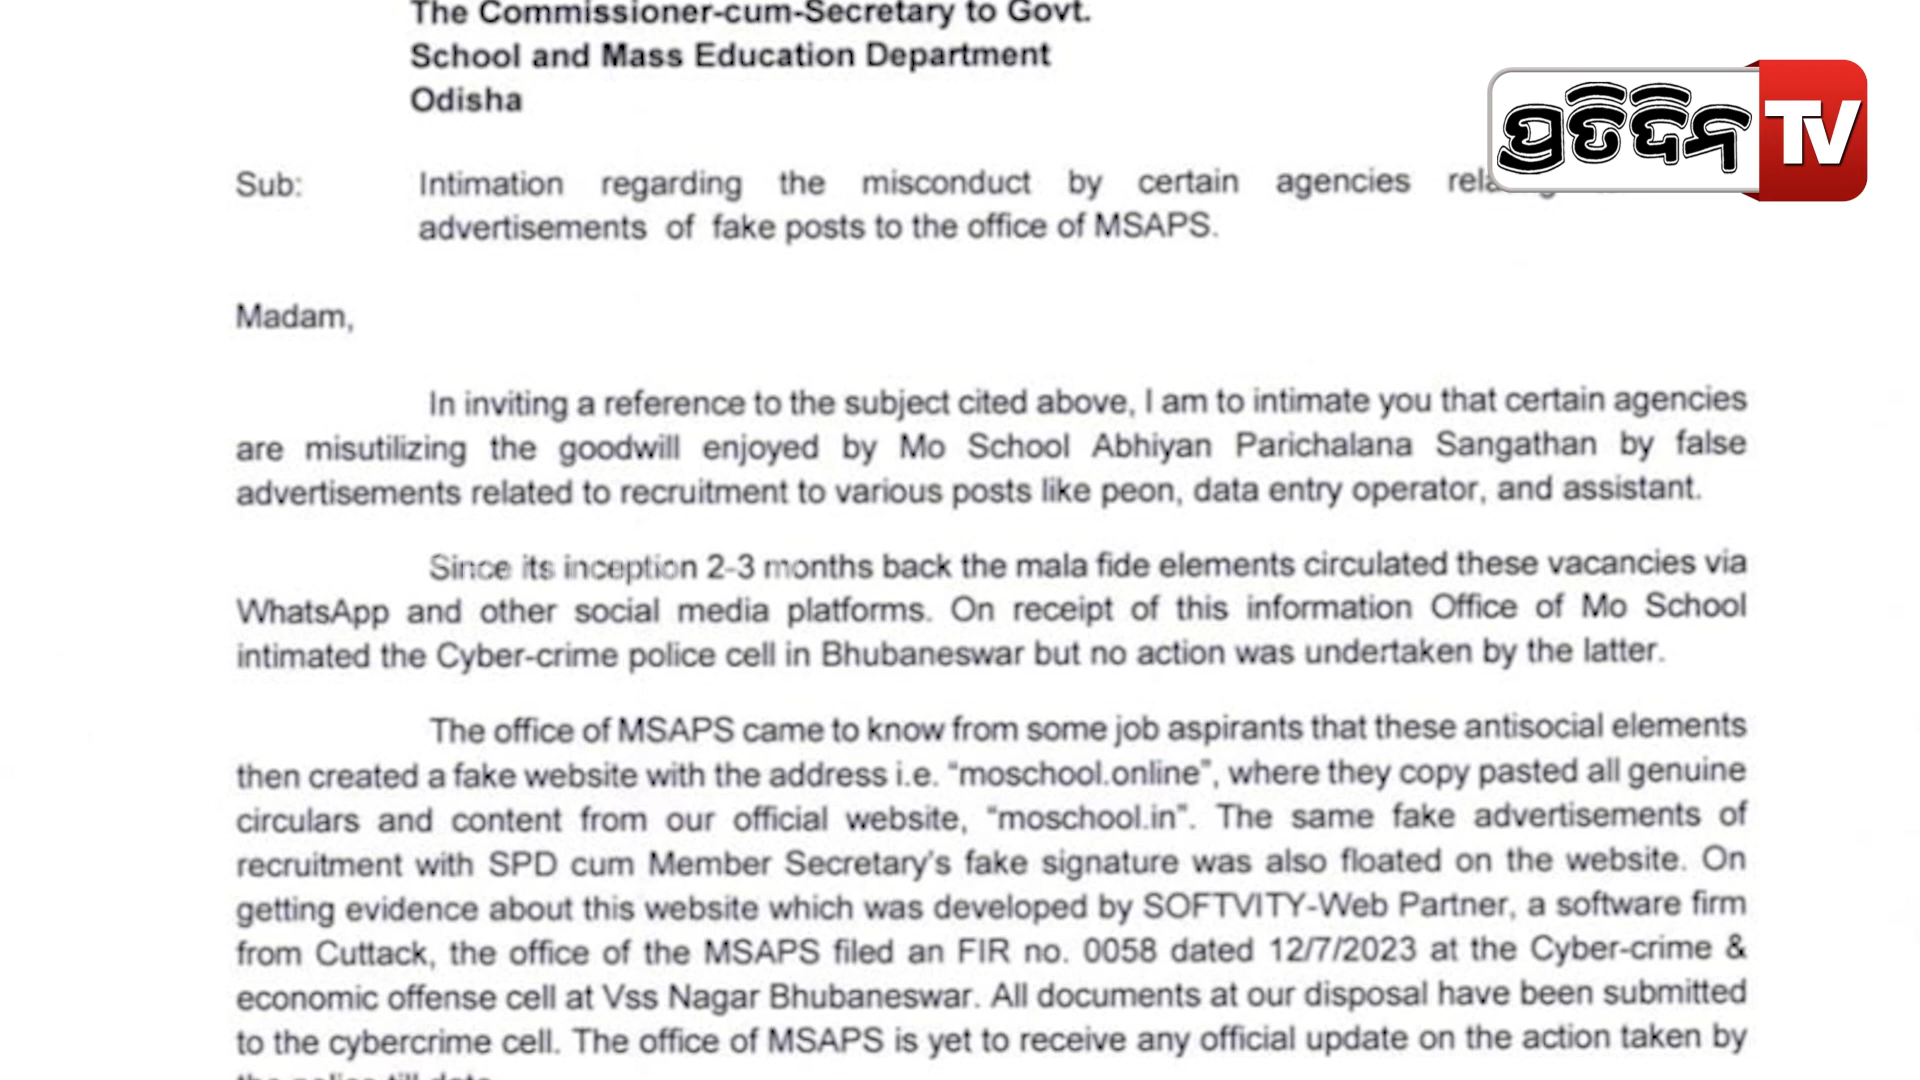 The Commissioner-cum-Secretary to Govt.
School and Mass Education Department
Odisha
ପ୍ରତିଦିନ TV
Sub: Intimation regarding the misconduct by certain agencies
advertisements of fake posts to the office of MSAPS.
Madam,
In inviting a reference to the subject cited above, I am to intimate you that certain agencies
are misutilizing the goodwill enjoyed by Mo School Abhiyan Parichalana Sangathan by false
advertisements related to recruitment to various posts like peon, data entry operator, and assistant.
Since its inception 2-3 months back the mala fide elements circulated these vacancies via
WhatsApp and other social media platforms. On receipt of this information Office of Mo School
intimated the Cyber-crime police cell in Bhubaneswar but no action was undertaken by the latter.
The office of MSAPS came to know from some job aspirants that these antisocial elements
then created a fake website with the address i.e. “moschool.online”, where they copy pasted all genuine
circulars and content from our official website, “moschool.in”. The same fake advertisements of
recruitment with SPD cum Member Secretary's fake signature was also floated on the website. On
getting evidence about this website which was developed by SOFTVITY-Web Partner, a software firm
from Cuttack, the office of the MSAPS filed an FIR no. 0058 dated 12/7/2023 at the Cyber-crime &
economic offense cell at Vss Nagar Bhubaneswar. All documents at our disposal have been submitted
to the cybercrime cell. The office of MSAPS is yet to receive any official update on the action taken by